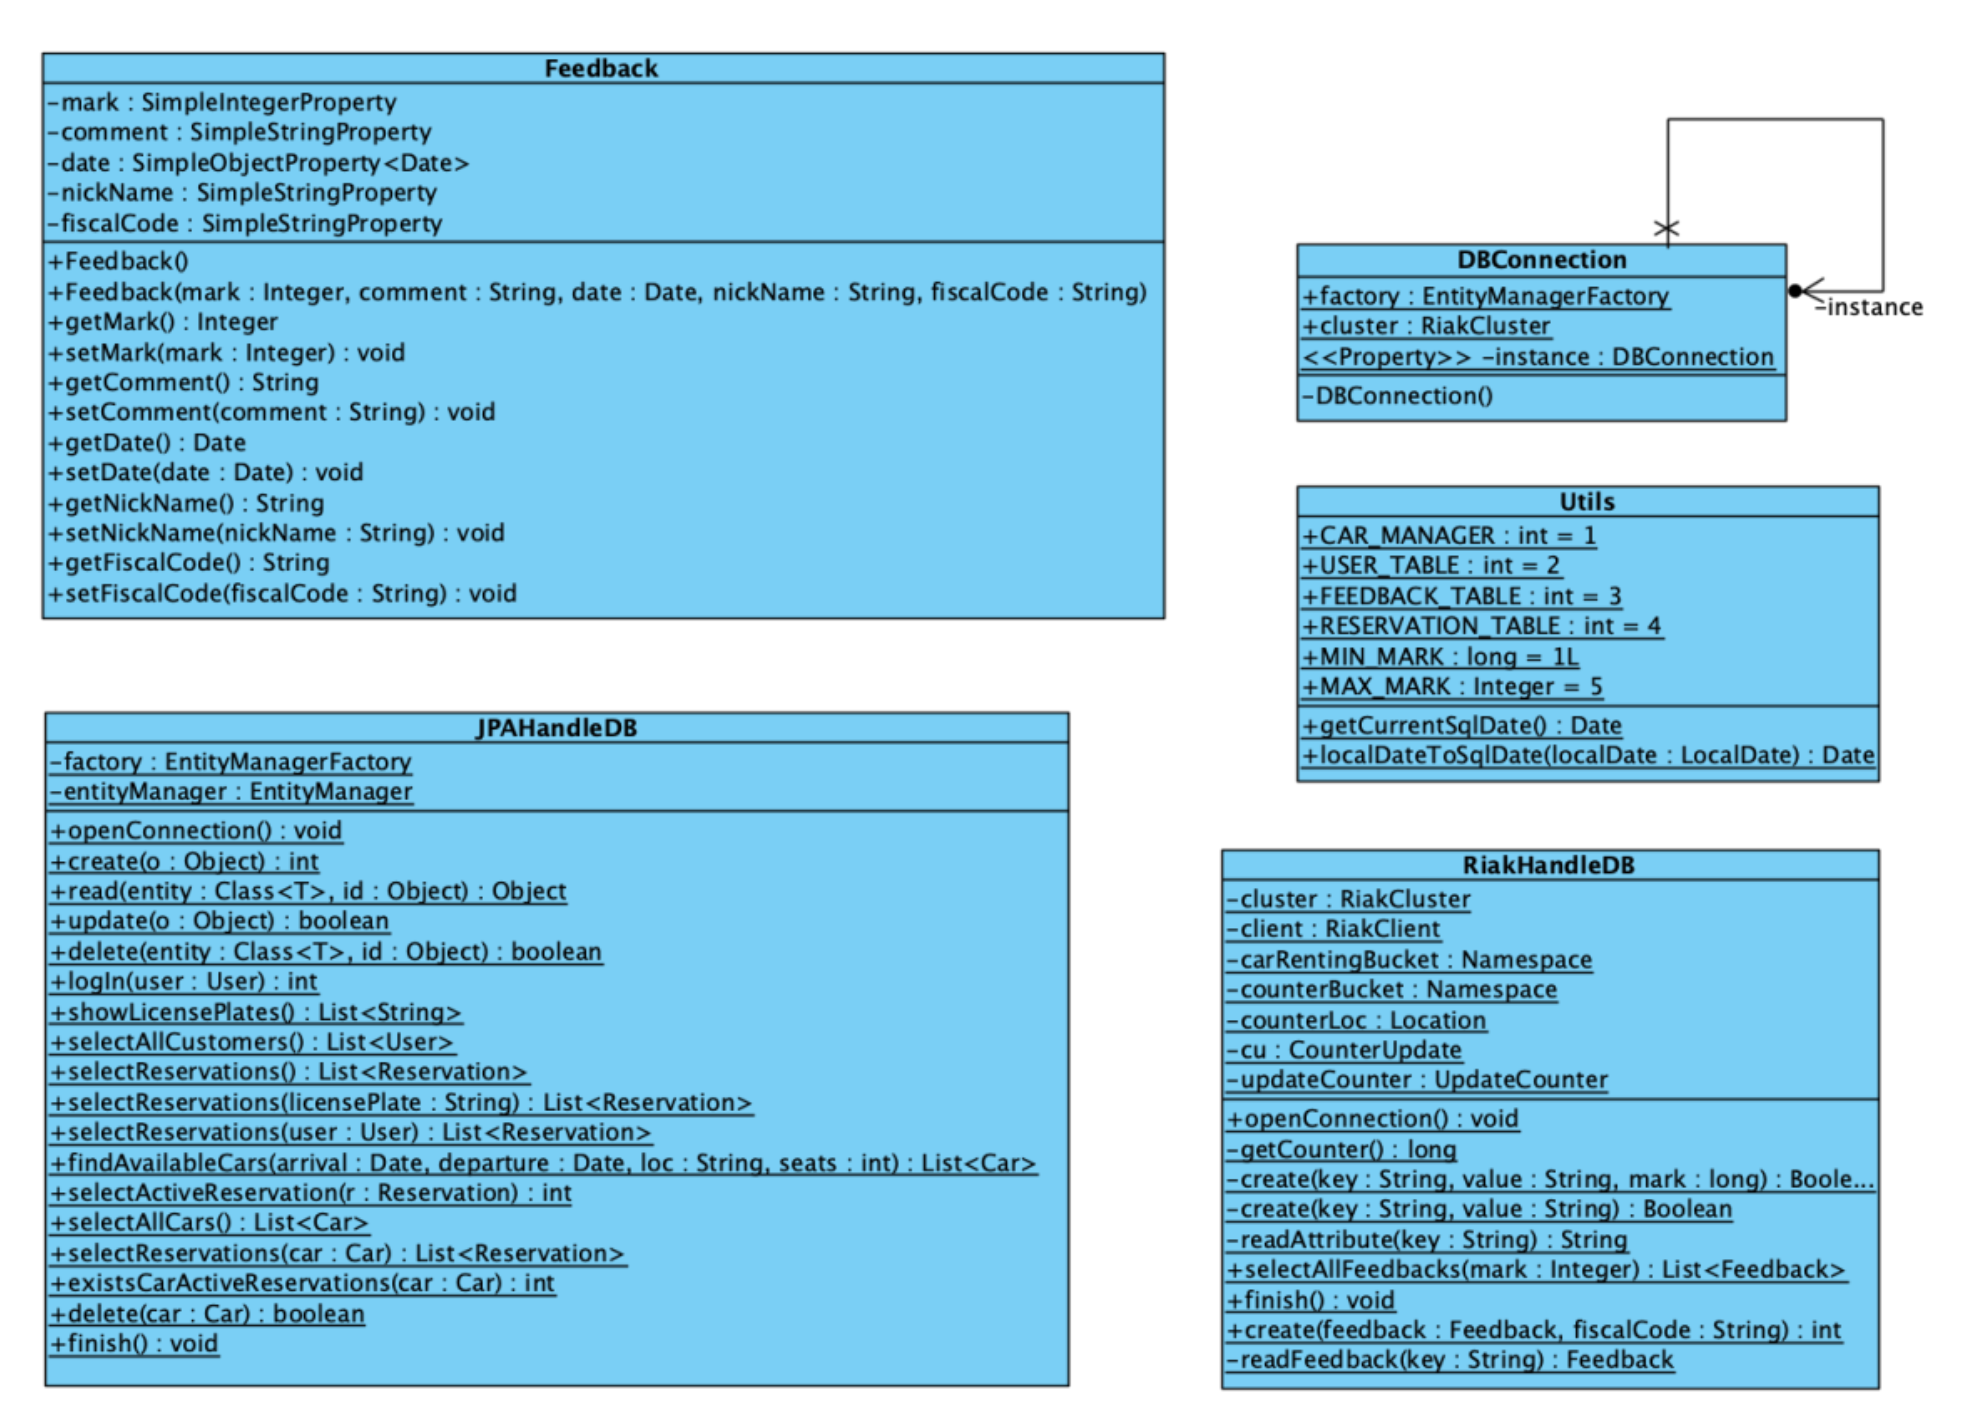 Feedback
-mark : SimpleIntegerProperty
-comment : SimpleStringProperty
-date : SimpleObjectProperty<Date>
-nickName : SimpleStringProperty
-fiscalCode : SimpleStringProperty
+Feedback()
+Feedback(mark : Integer, comment : String, date : Date, nickName : String, fiscalCode : String)
+getMark() : Integer
+setMark(mark : Integer) : void
+getComment() : String
+setComment(comment : String) : void
+getDate() : Date
+setDate(date : Date) : void
+getNickName() : String
+setNickName(nickName : String) : void
+getFiscalCode() : String
+setFiscalCode(fiscalCode : String) : void
DBConnection
+factory : EntityManagerFactory
+cluster : RiakCluster
<<Property>> -instance : DBConnection
-DBConnection()
-instance
Utils
+CAR_MANAGER : int = 1
+USER_TABLE : int = 2
+FEEDBACK_TABLE : int = 3
+RESERVATION_TABLE : int = 4
+MIN_MARK : long = 1L
+MAX_MARK : Integer = 5
+getCurrentSqlDate() : Date
+localDateToSqlDate(localDate : LocalDate) : Date
JPAHandleDB
-factory : EntityManagerFactory
-entityManager : EntityManager
+openConnection() : void
+create(o : Object) : int
+read(entity : Class<T>, id : Object) : Object
+update(o : Object) : boolean
+delete(entity : Class<T>, id : Object) : boolean
+logIn(user : User) : int
+showLicensePlates() : List<String>
+selectAllCustomers() : List<User>
+selectReservations() : List<Reservation>
+selectReservations(licensePlate : String) : List<Reservation>
+selectReservations(user : User) : List<Reservation>
+findAvailableCars(arrival : Date, departure : Date, loc : String, seats : int) : List<Car>
+selectActiveReservation(r : Reservation) : int
+selectAllCars() : List<Car>
+selectReservations(car : Car) : List<Reservation>
+existsCarActiveReservations(car : Car) : int
+delete(car : Car) : boolean
+finish() : void
RiakHandleDB
-cluster : RiakCluster
-client : RiakClient
-carRentingBucket : Namespace
-counterBucket : Namespace
-counterLoc : Location
-cu : CounterUpdate
-updateCounter : UpdateCounter
+openConnection() : void
-getCounter() : long
-create(key : String, value : String, mark : long) : Boole...
-create(key : String, value : String) : Boolean
-readAttribute(key : String) : String
+selectAllFeedbacks(mark : Integer) : List<Feedback>
+finish() : void
+create(feedback : Feedback, fiscalCode : String) : int
-readFeedback(key : String) : Feedback